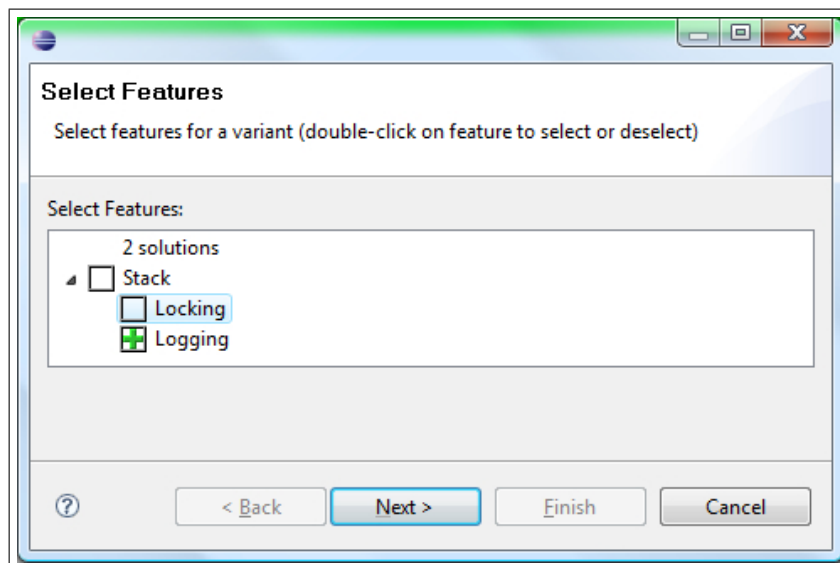 Select Features
Select features for a variant (double-click on feature to select or deselect)
Select Features:
2 solutions
Stack
Locking
Logging
< Back
Next >
Finish
Cancel